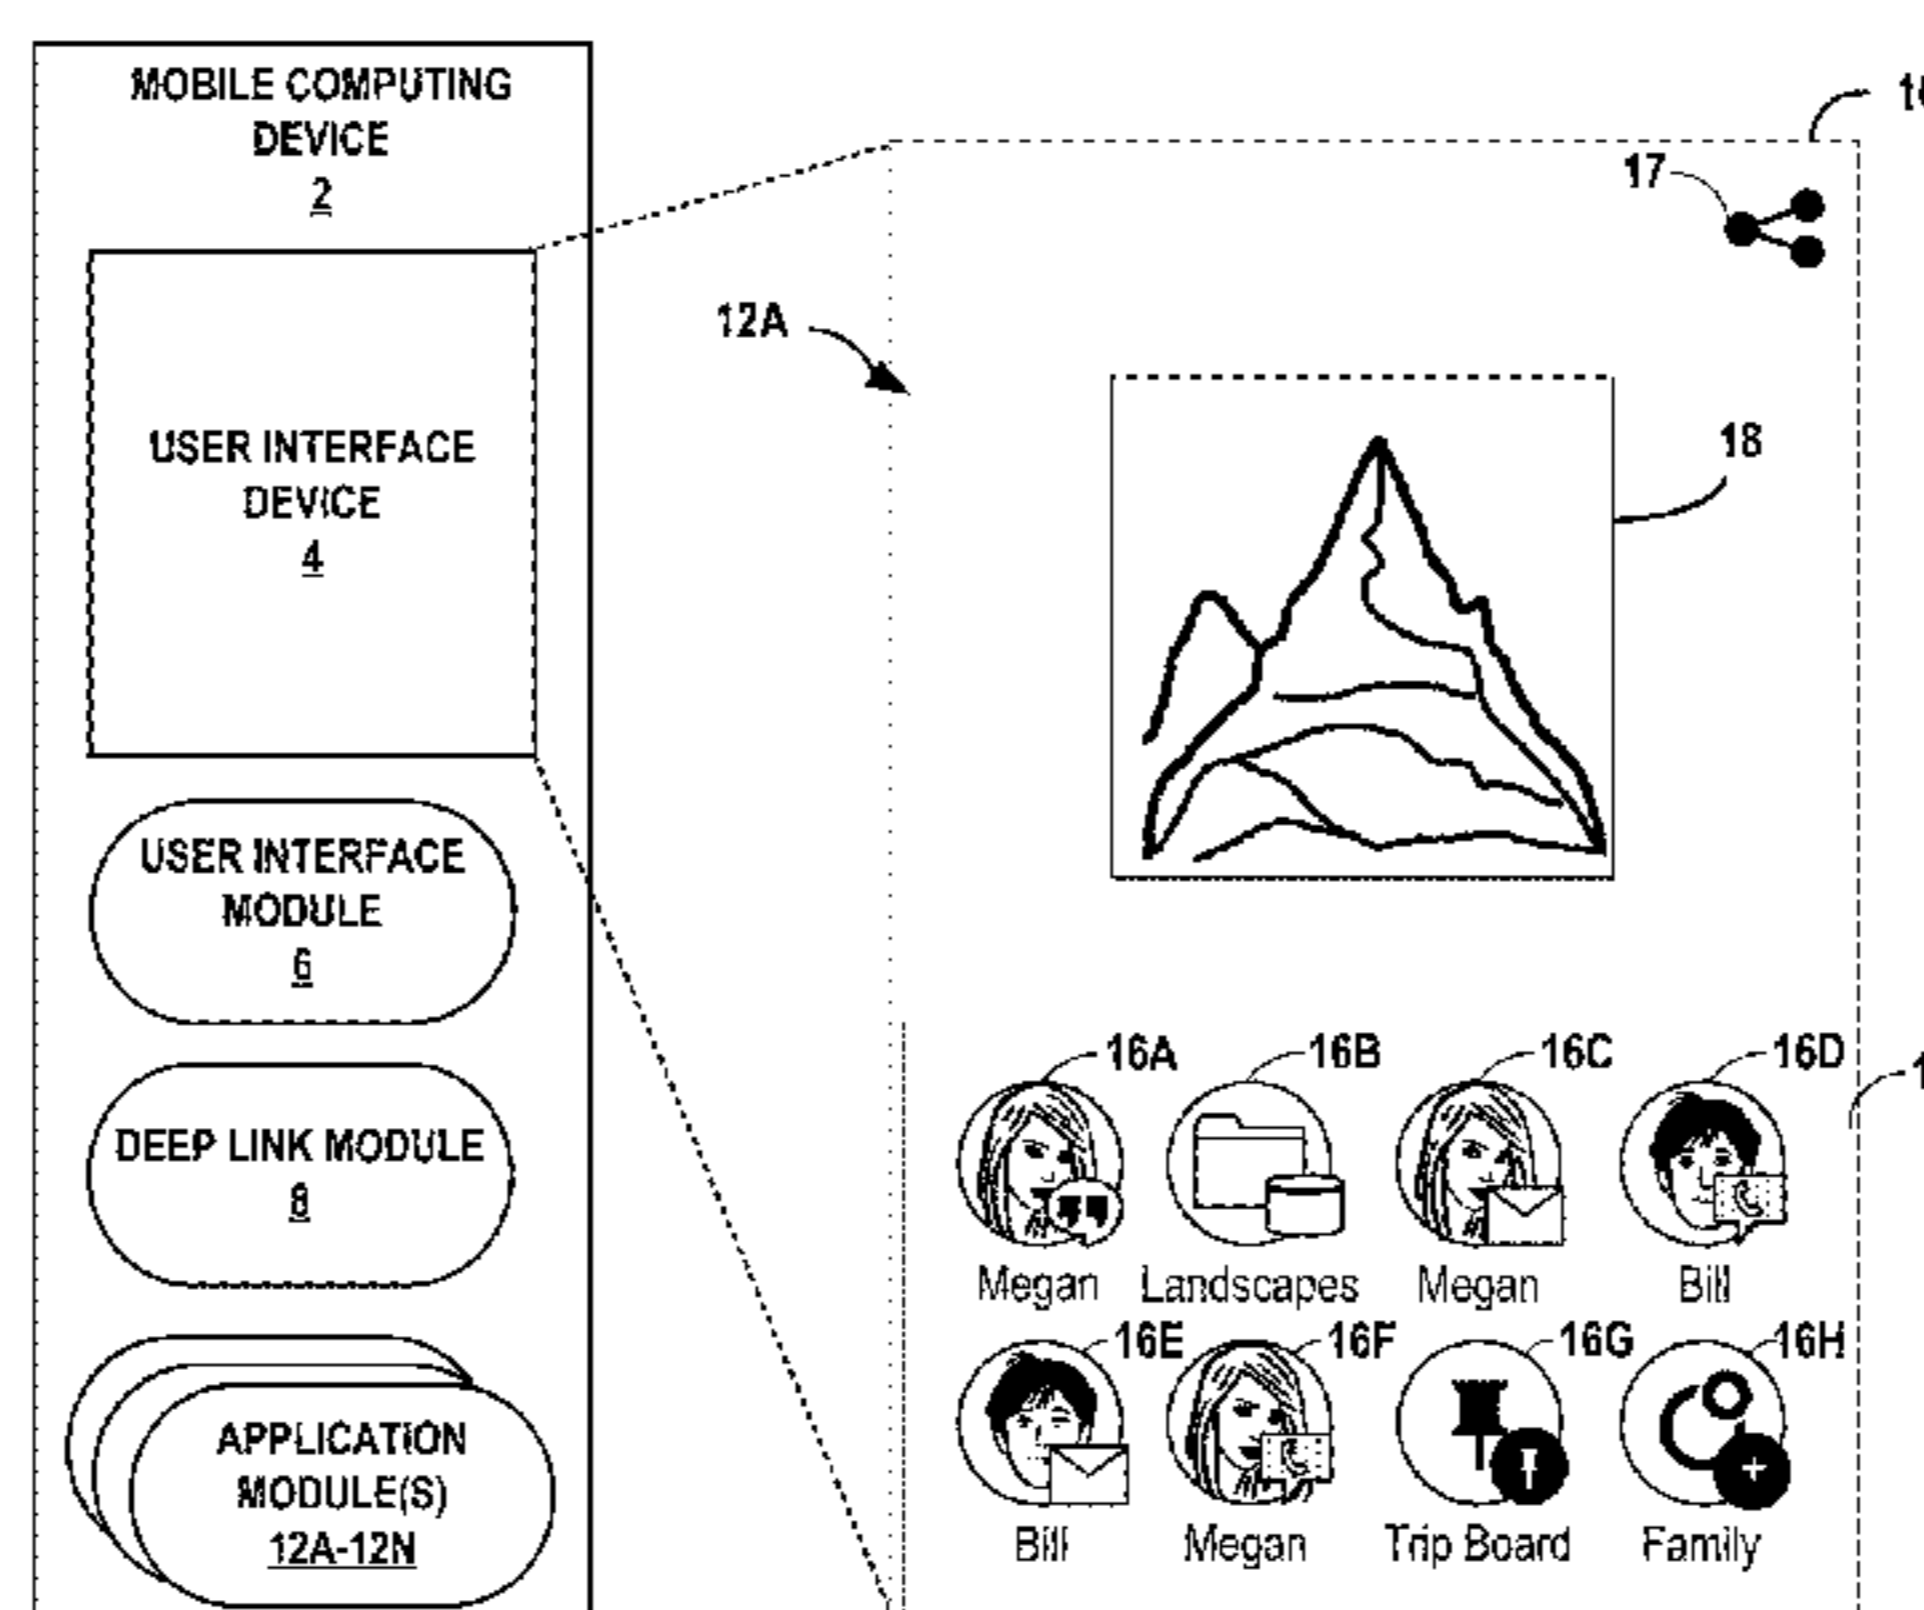 MOBILE COMPUTING
DEVICE
2
USER INTERFACE
DEVICE
4
USER INTERFACE
MODULE
6
DEEP LINK MODULE
8
APPLICATION
MODULE(S)
12A-12N
17
12A
18
16A 16B 16C 16D
Megan Landscapes Megan Bill
16E 16F 16G 16H
Bill Megan Trip Board Family